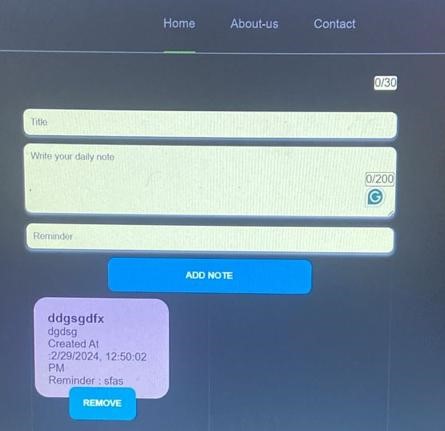 Home About-us Contact
0/30
Title
Write your daily note
0/200
Reminder
ADD NOTE
ddgsgdfx
dgdsg
Created At
:2/29/2024, 12:50:02
PM
Reminder : sfas
REMOVE